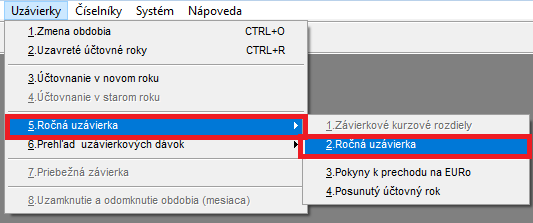 Uzávierky Číselníky Systém Nápoveda
1.Zmena obdobia CTRL+O
2.Uzavreté účtovné roky CTRL+R
3.Účtovanie v novom roku
4.Účtovanie v starom roku
5.Ročná uzávierka
6.Prehľad uzávierkových dávok
7.Priebežná závierka
8.Uzamknutie a odomknutie obdobia (mesiaca)
1.Závierkové kurzové rozdiely
2.Ročná uzávierka
3.Pokyny k prechodu na EURo
4.Posunutý účtovný rok